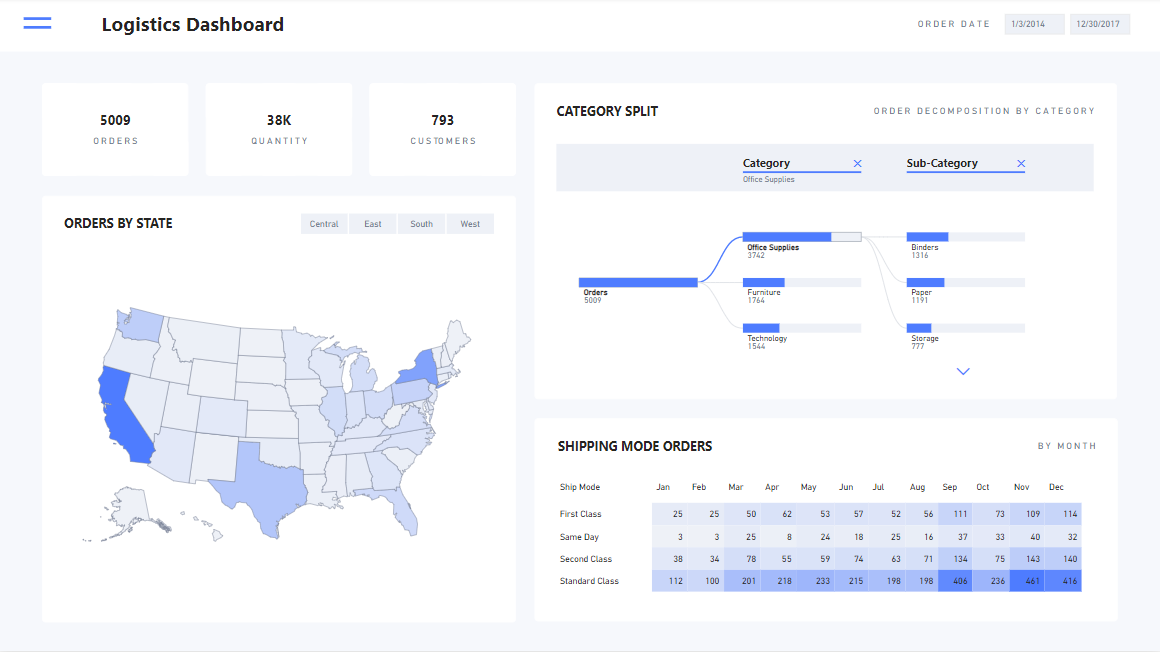 Logistics Dashboard
ORDER DATE 1/3/2014 12/30/2017
5009
ORDERS
38K
QUANTITY
793
CUSTOMERS
ORDERS BY STATE
Central East South West
CATEGORY SPLIT
ORDER DECOMPOSITION BY CATEGORY
Category Sub-Category
Office Supplies
Orders
5009
Office Supplies
3742
Furniture
1764
Technology
1544
Binders
1316
Paper
1191
Storage
777
SHIPPING MODE ORDERS
BY MONTH
Ship Mode Jan Feb Mar Apr May Jun Jul Aug Sep Oct Nov Dec
First Class 25 25 50 62 53 57 52 56 111 73 109 114
Same Day 3 3 25 8 24 18 25 16 37 33 40 32
Second Class 38 34 78 55 59 74 63 71 134 75 143 140
Standard Class 112 100 201 218 233 215 198 198 406 236 461 416